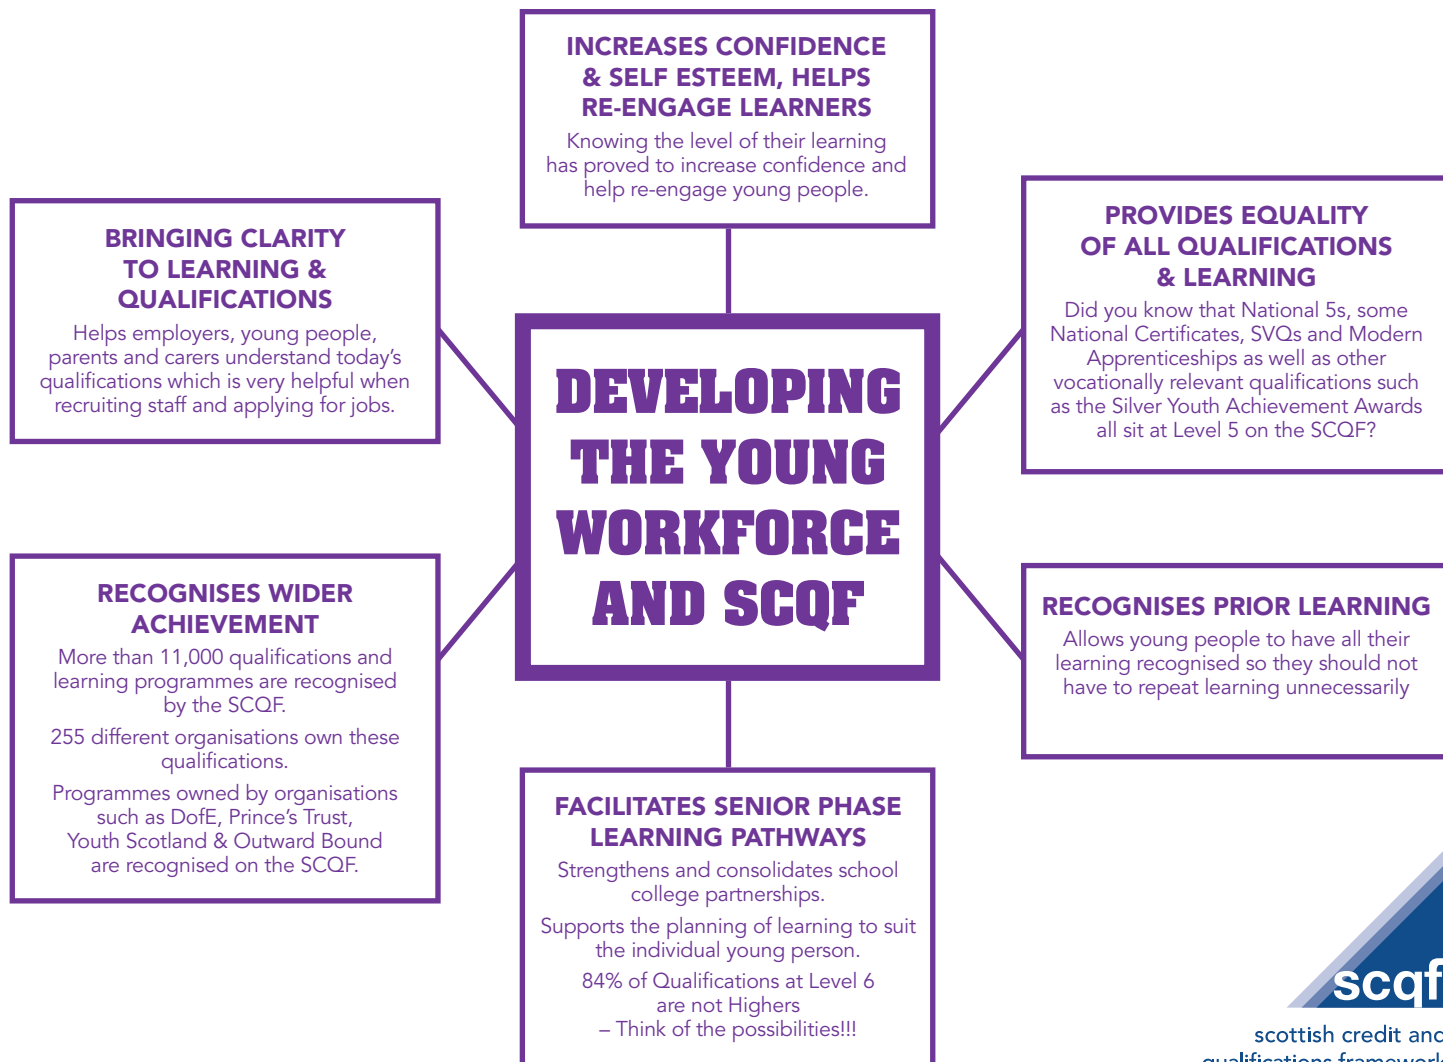 INCREASES CONFIDENCE
& SELF ESTEEM, HELPS
RE-ENGAGE LEARNERS
Knowing the level of their learning
has proved to increase confidence and
help re-engage young people.
BRINGING CLARITY
TO LEARNING &
QUALIFICATIONS
Helps employers, young people,
parents and carers understand today’s
qualifications which is very helpful when
recruiting staff and applying for jobs.
PROVIDES EQUALITY
OF ALL QUALIFICATIONS
& LEARNING
Did you know that National 5s, some
National Certificates, SVQs and Modern
Apprenticeships as well as other
vocationally relevant qualifications such
as the Silver Youth Achievement Awards
all sit at Level 5 on the SCQF?
DEVELOPING
THE YOUNG
WORKFORCE
AND SCQF
RECOGNISES WIDER
ACHIEVEMENT
More than 11,000 qualifications and
learning programmes are recognised
by the SCQF.
255 different organisations own these
qualifications.
Programmes owned by organisations
such as DofE, Prince’s Trust,
Youth Scotland & Outward Bound
are recognised on the SCQF.
RECOGNISES PRIOR LEARNING
Allows young people to have all their
learning recognised so they should not
have to repeat learning unnecessarily
FACILITATES SENIOR PHASE
LEARNING PATHWAYS
Strengthens and consolidates school
college partnerships.
Supports the planning of learning to suit
the individual young person.
84% of Qualifications at Level 6
are not Highers
– Think of the possibilities!!!
scqf
scottish credit and
qualifications framework